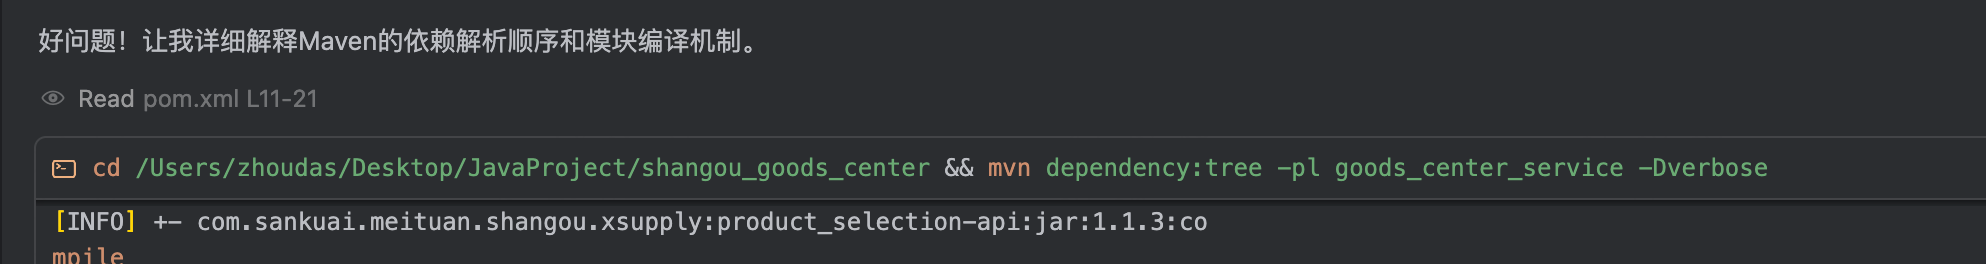 好问题！让我详细解释Maven的依赖解析顺序和模块编译机制。
Read pom.xml L11-21
cd /Users/zhoudas/Desktop/JavaProject/shangou_goods_center && mvn dependency:tree -pl goods_center_service -Dverbose
[INFO] +- com.sankuai.meituan.shangou.xsupply:product_selection-api:jar:1.1.3:co
mpile